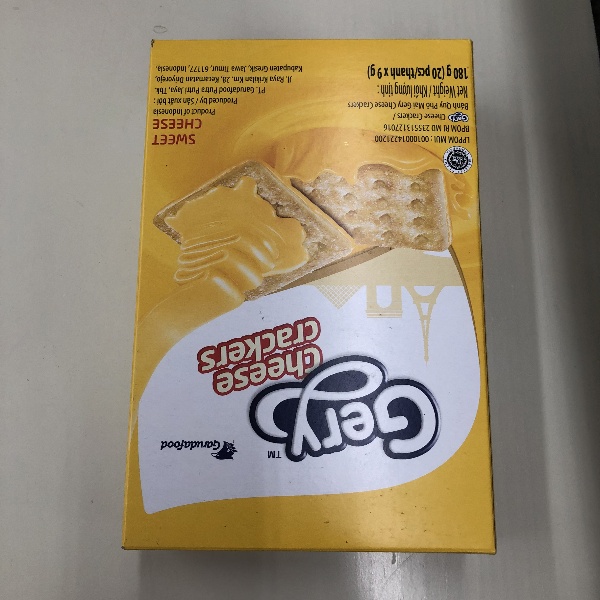 Garudafood
Gery™
cheese
crackers
SWEET
CHEESE
Product of Indonesia
Produced by / Sản xuất bởi :
PT. Garudafood Putra Putri Jaya, Tbk.
Jl. Raya Krikilan Km. 28, Kecamatan Driyorejo,
Kabupaten Gresik, Jawa Timur, 61177, Indonesia.
LPPOM MUI : 00100014221200
BPOM RI MD 235513127016
Gery Cheese Crackers /
Bánh Quy Phô Mai Gery Cheese Crackers
Net Weight / Khối lượng tịnh :
180 g (20 pcs/thanh x 9 g)